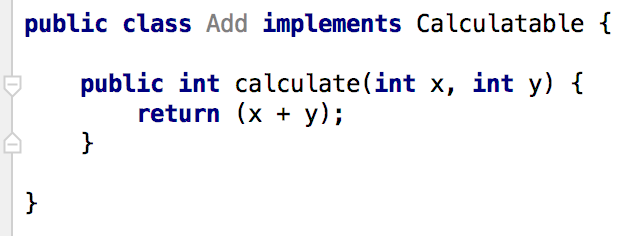 public class Add implements Calculatable {
public int calculate(int x, int y) {
return (x + y);
}
}